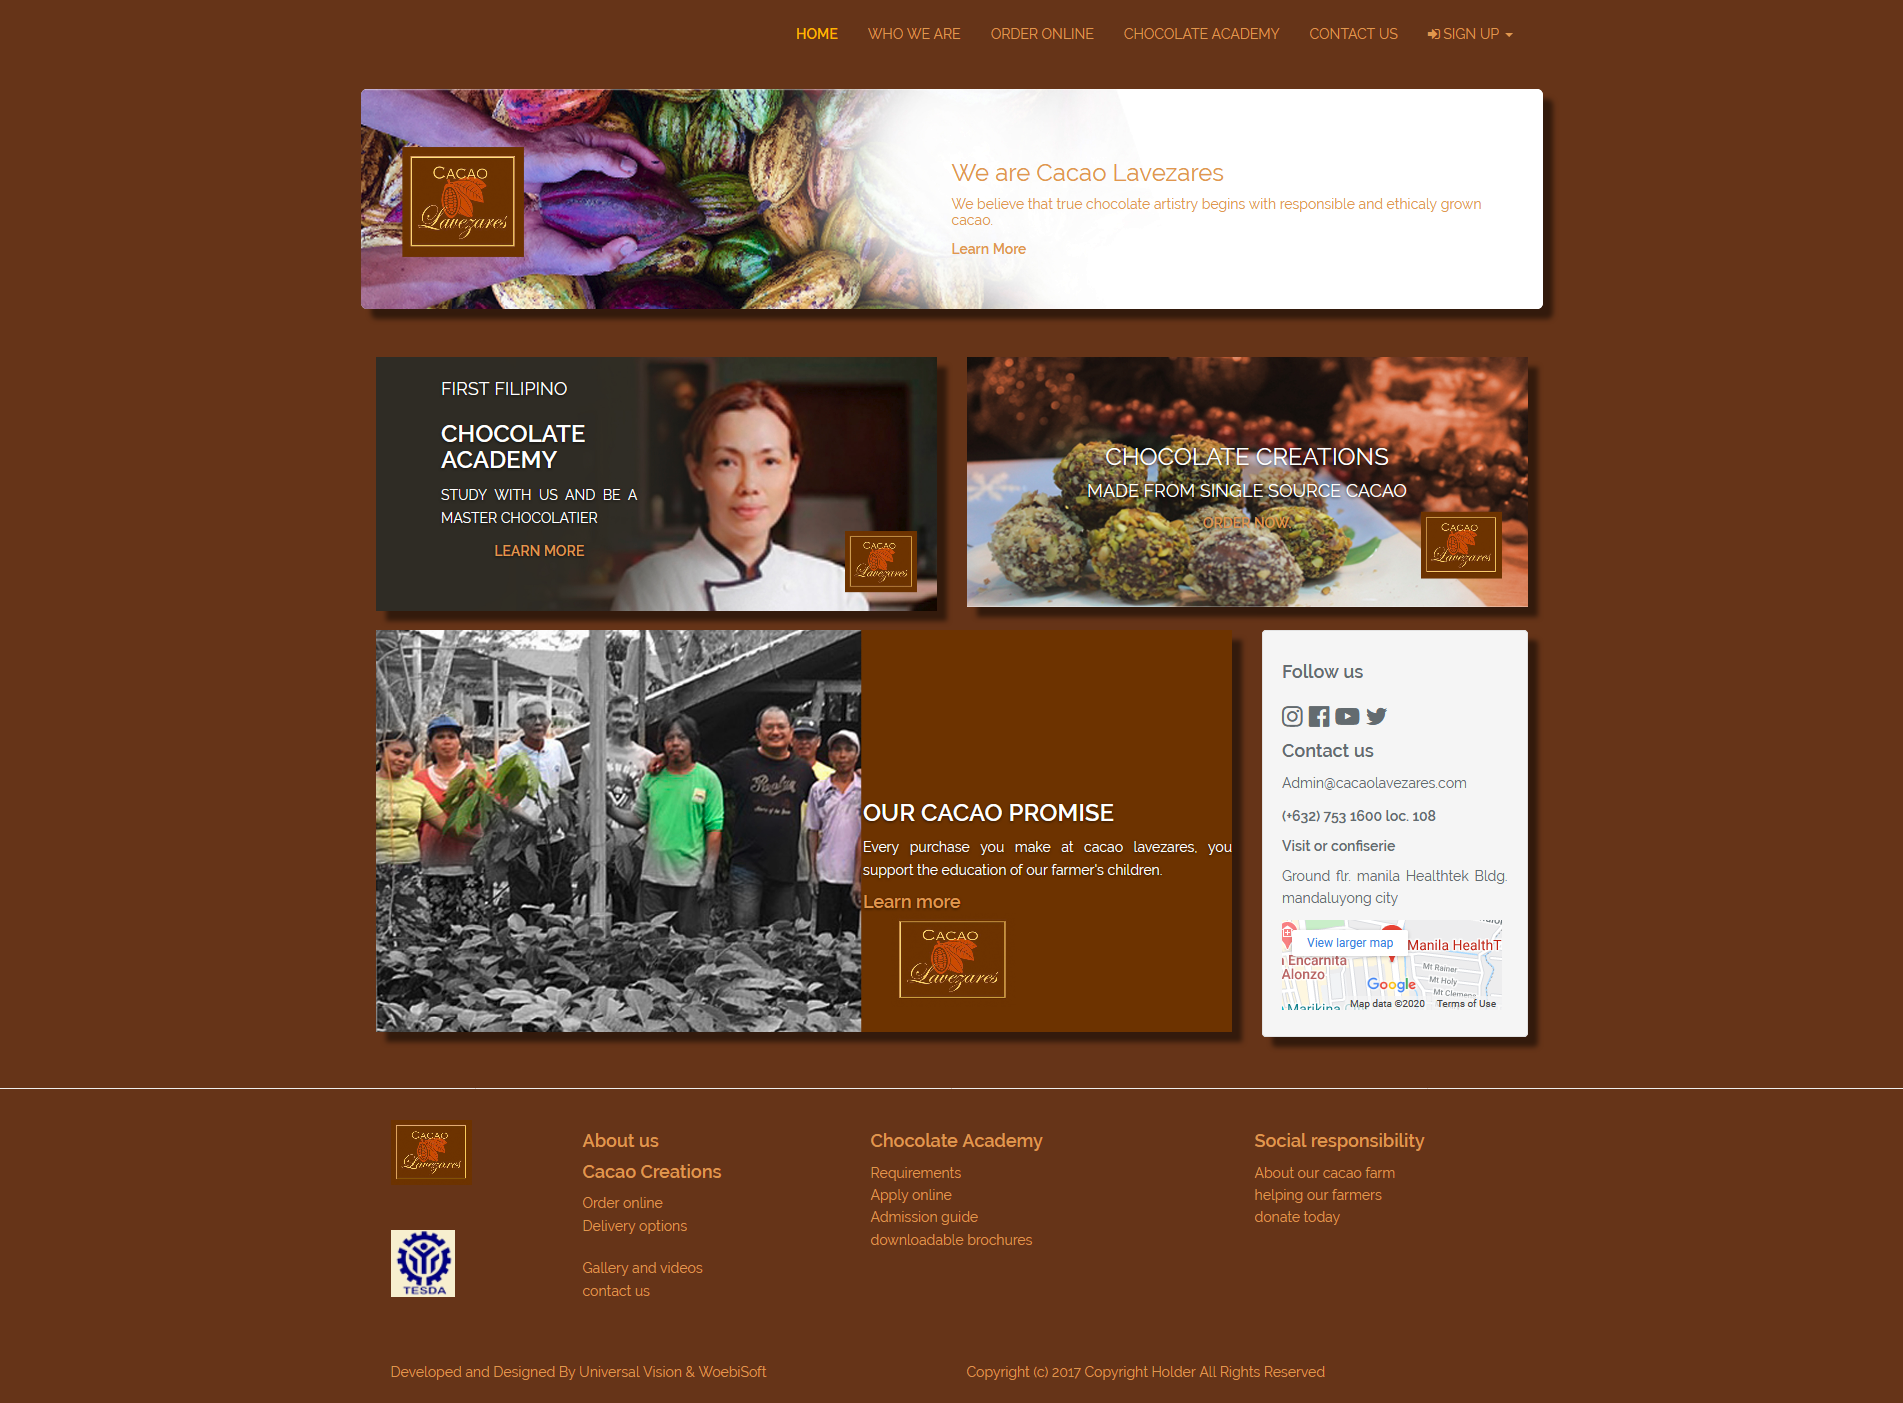 HOME
WHO WE ARE
ORDER ONLINE
CHOCOLATE ACADEMY
CONTACT US
SIGN UP
Cacao
Lavezares
We are Cacao Lavezares
We believe that true chocolate artistry begins with responsible and ethicaly grown
cacao.
Learn More
FIRST FILIPINO
CHOCOLATE
ACADEMY
STUDY WITH US AND BE A
MASTER CHOCOLATIER
LEARN MORE
Cacao
Lavezares
CHOCOLATE CREATIONS
MADE FROM SINGLE SOURCE CACAO
ORDER NOW.
Cacao
Lavezares
OUR CACAO PROMISE
Every purchase you make at cacao lavezares, you
support the education of our farmer's children.
Learn more
Cacao
Lavezares
Follow us
Contact us
Admin@cacaolavezares.com
(+632) 753 1600 loc. 108
Visit or confiserie
Ground flr. manila Healthtek Bldg.
mandaluyong city
View larger map
Manila HealthT
Encarnita
Alonzo
Mt Rainer
Mt Holy
Mt Clemens
Google
Marikina
Map data ©2020
Terms of Use
Cacao
Lavezares
TESDA
About us
Cacao Creations
Order online
Delivery options
Gallery and videos
contact us
Chocolate Academy
Requirements
Apply online
Admission guide
downloadable brochures
Social responsibility
About our cacao farm
helping our farmers
donate today
Developed and Designed By Universal Vision & WoebiSoft
Copyright (c) 2017 Copyright Holder All Rights Reserved